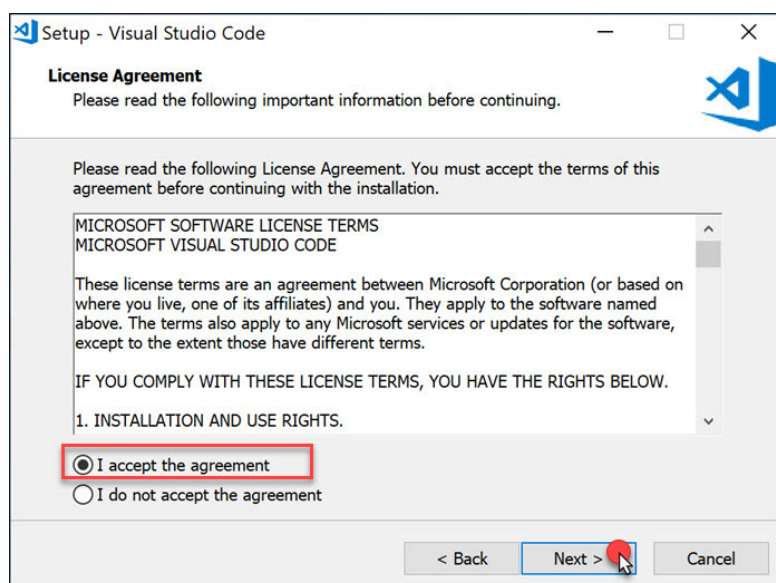 Setup - Visual Studio Code
License Agreement
Please read the following important information before continuing.
Please read the following License Agreement. You must accept the terms of this
agreement before continuing with the installation.
MICROSOFT SOFTWARE LICENSE TERMS
MICROSOFT VISUAL STUDIO CODE
These license terms are an agreement between Microsoft Corporation (or based on
where you live, one of its affiliates) and you. They apply to the software named
above. The terms also apply to any Microsoft services or updates for the software,
except to the extent those have different terms.
IF YOU COMPLY WITH THESE LICENSE TERMS, YOU HAVE THE RIGHTS BELOW.
1. INSTALLATION AND USE RIGHTS.
I accept the agreement
I do not accept the agreement
< Back Next > Cancel